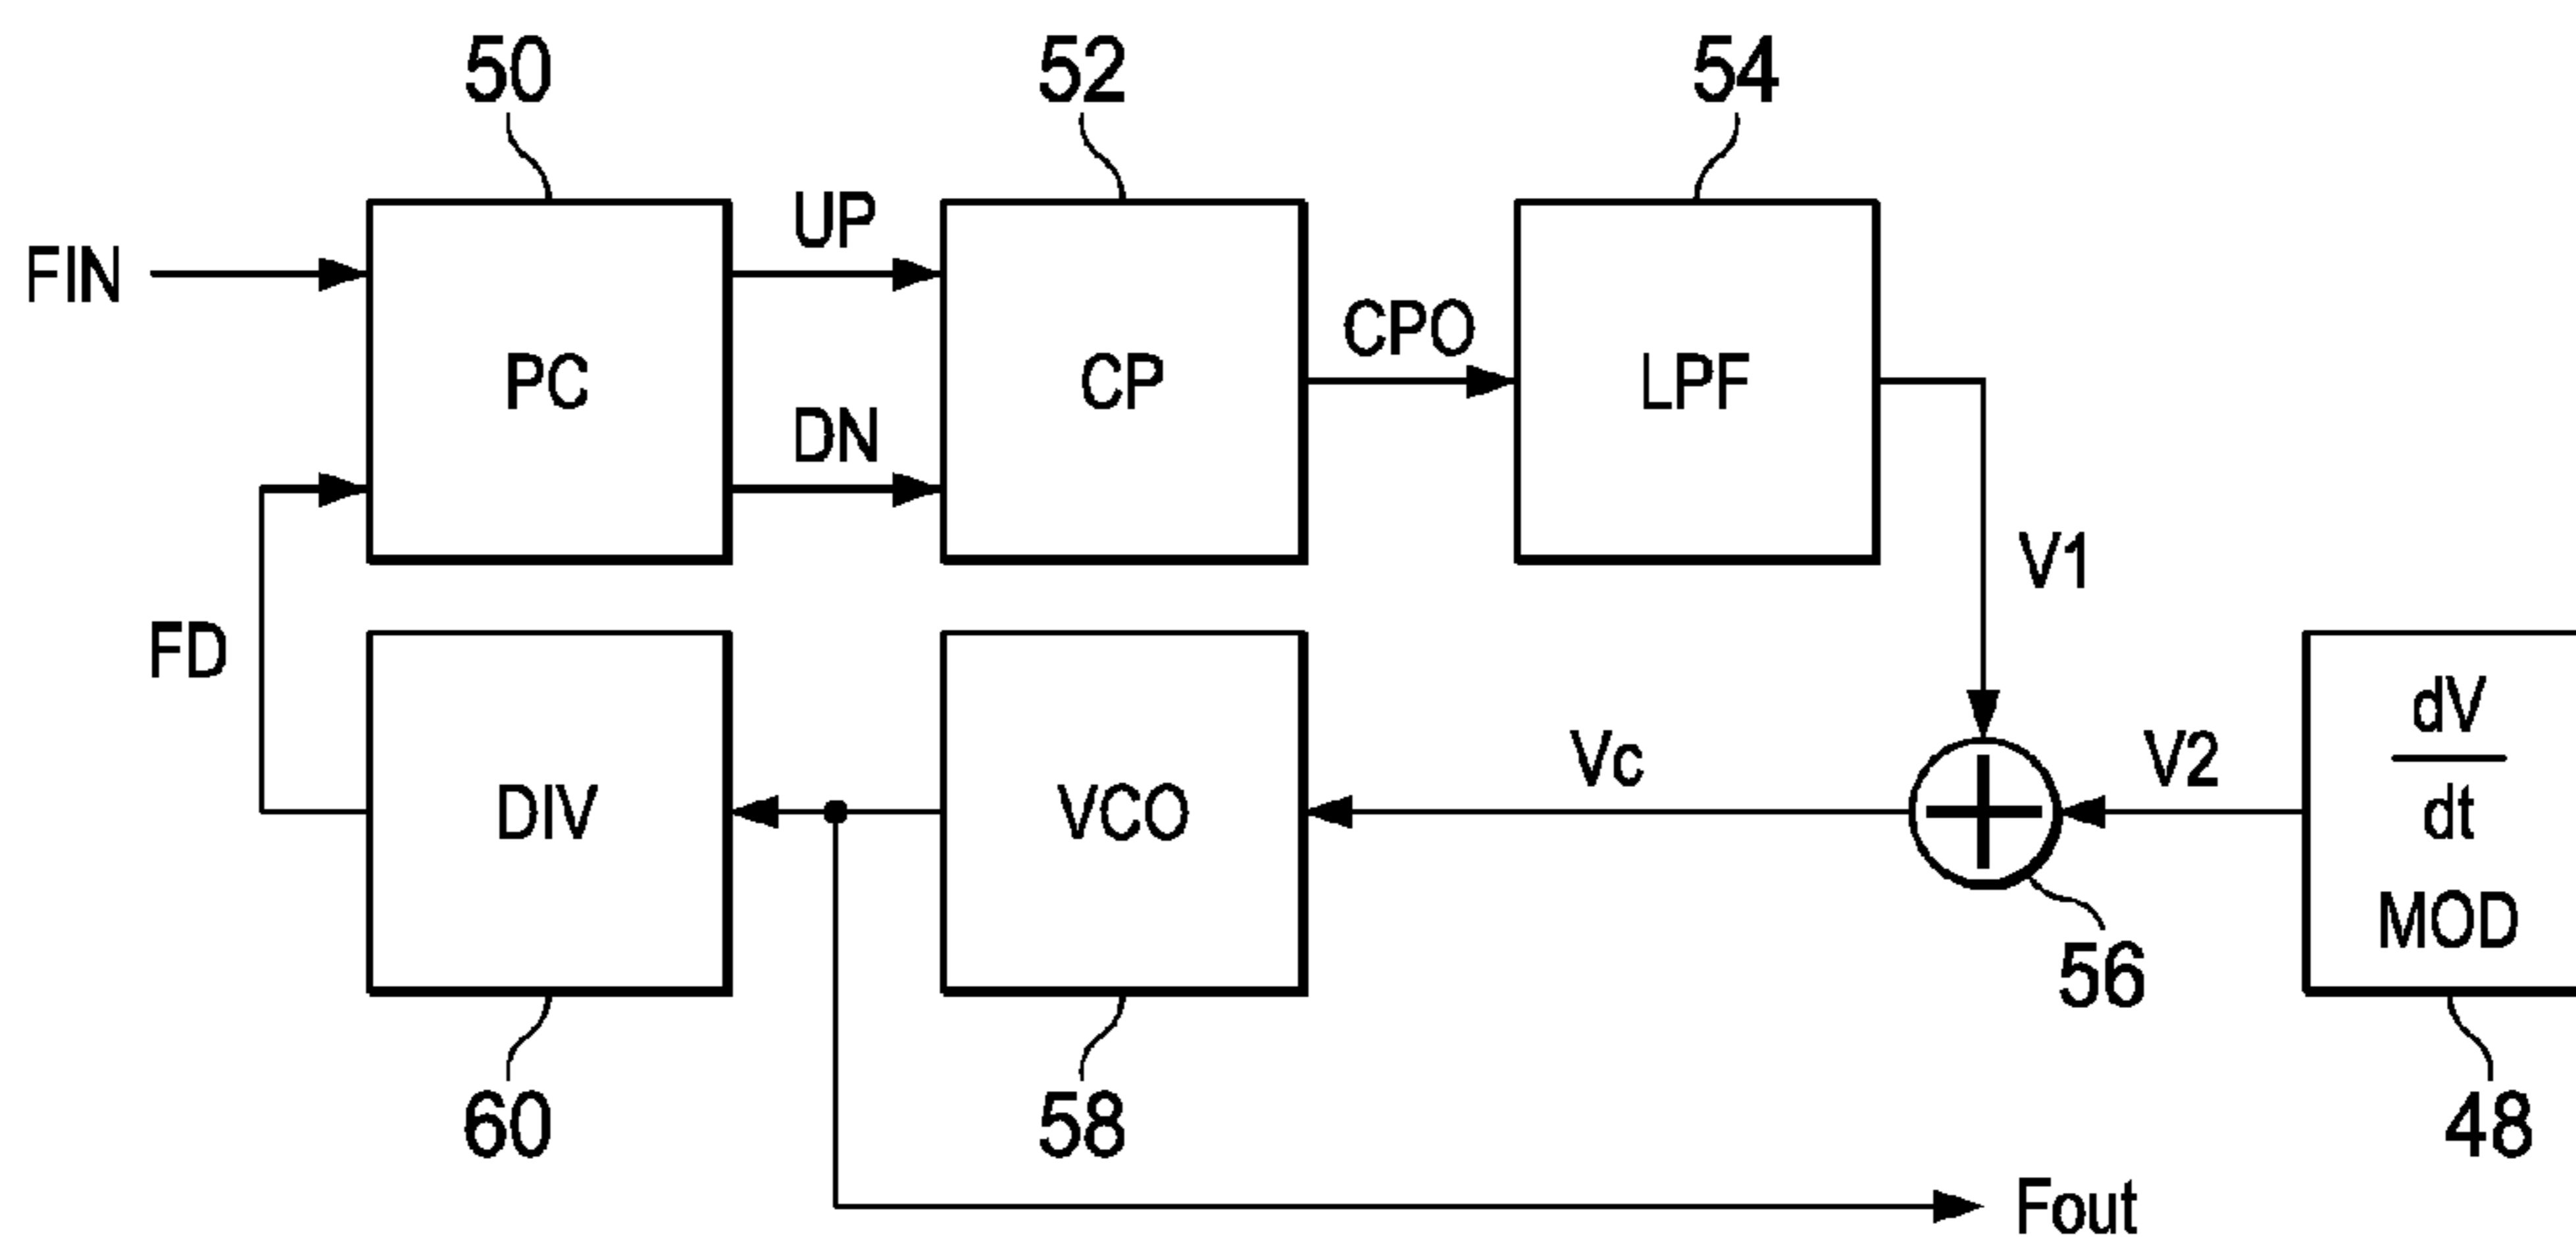 50
52
54
FIN
UP
PC
CP
CPO
LPF
DN
V1
FD
DIV
VCO
Vc
V2
dV
dt
MOD
56
60
58
48
Fout